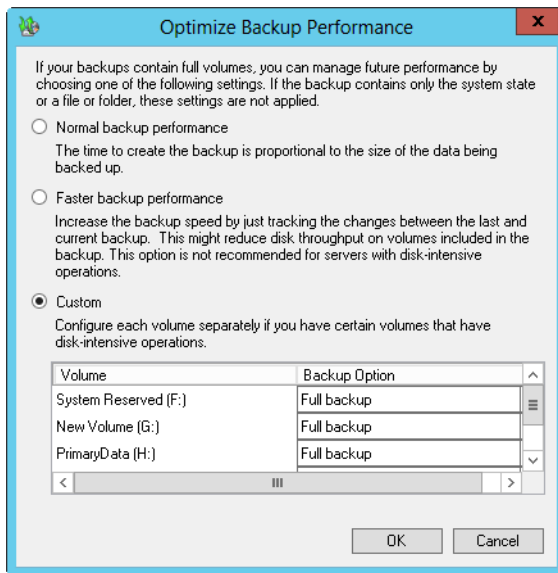 Optimize Backup Performance
x
If your backups contain full volumes, you can manage future performance by
choosing one of the following settings. If the backup contains only the system state
or a file or folder, these settings are not applied.
Normal backup performance
The time to create the backup is proportional to the size of the data being
backed up.
Faster backup performance
Increase the backup speed by just tracking the changes between the last and
current backup. This might reduce disk throughput on volumes included in the
backup. This option is not recommended for servers with disk-intensive
operations.
Custom
Configure each volume separately if you have certain volumes that have
disk-intensive operations.
Volume Backup Option
System Reserved (F:) Full backup
New Volume (G:) Full backup
PrimaryData (H:) Full backup
OK Cancel